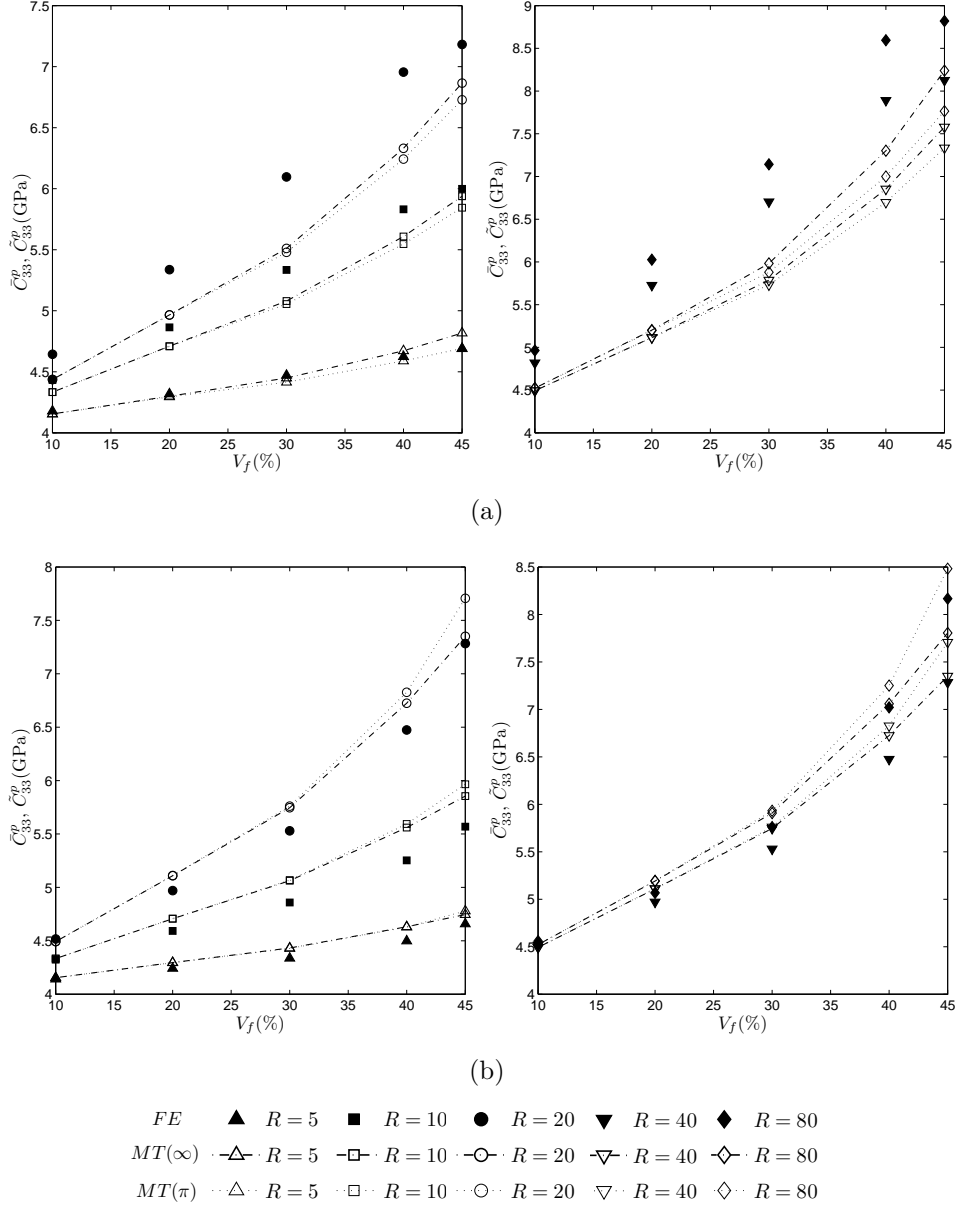 7.5
7
6.5
6
5.5
5
4.5
4
10 15 20 25 30 35 40 45
V_f(%)
C̄^p_33, C̃^p_33(GPa)
9
8.5
8
7.5
7
6.5
6
5.5
5
4.5
4
10 15 20 25 30 35 40 45
V_f(%)
C̄^p_33, C̃^p_33(GPa)
(a)
8
7.5
7
6.5
6
5.5
5
4.5
4
10 15 20 25 30 35 40 45
V_f(%)
C̄^p_33, C̃^p_33(GPa)
8.5
8
7.5
7
6.5
6
5.5
5
4.5
4
10 15 20 25 30 35 40 45
V_f(%)
C̄^p_33, C̃^p_33(GPa)
(b)
FE R = 5 R = 10 R = 20 R = 40 R = 80
MT(∞) R = 5 R = 10 R = 20 R = 40 R = 80
MT(π) R = 5 R = 10 R = 20 R = 40 R = 80